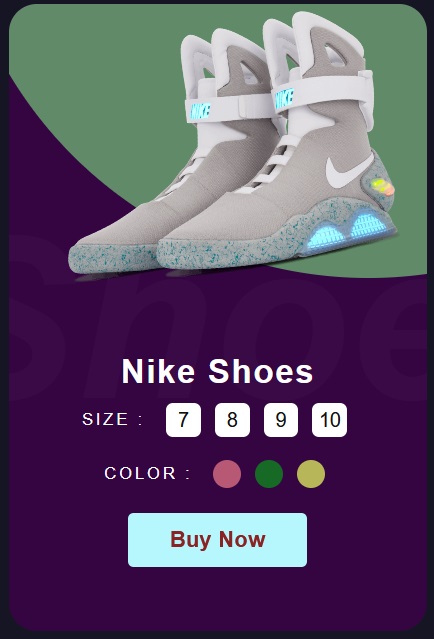 NIKE NIKE
Shoe
Nike Shoes
SIZE : 7 8 9 10
COLOR :
Buy Now